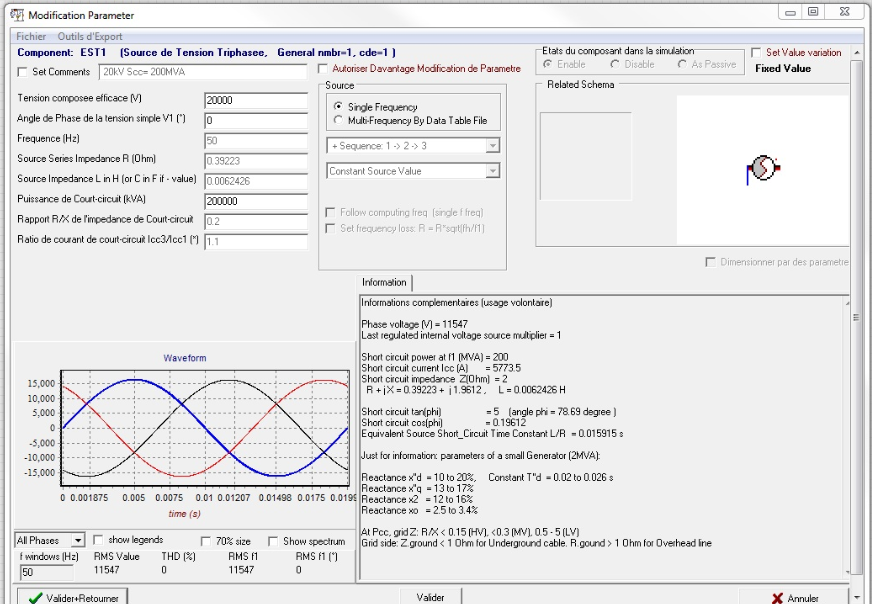 Modification Parameter
Fichier Outils d'Export
Component: EST1 (Source de Tension Triphasee, General nmbr=1, cde=1 )
Set Comments 20kV Scc= 200MVA
Tension composee efficace (V) 20000
Angle de Phase de la tension simple V1 (°) 0
Frequence (Hz) 50
Source Series Impedance R (Ohm) 0.39223
Source Impedance L in H (or C in F if - value) 0.0062426
Puissance de Court-circuit (kVA) 200000
Rapport R/X de l'impedance de Court-circuit 0.2
Ratio de courant de court-circuit Icc3/Icc1 (*) 1.1
Autoriser Davantage Modification de Parametre
Source
Single Frequency
Multi-Frequency By Data Table File
+ Sequence: 1 -> 2 -> 3
Constant Source Value
Follow computing freq (single f freq)
Set frequency loss: R = R*sqrt(fh/f1)
Etats du composant dans la simulation
Enable Disable As Passive
Set Value variation
Fixed Value
Related Schema
Dimensionner par des parametre
Information
Informations complementaires (usage volontaire)
Phase voltage (V) = 11547
Last regulated internal voltage source multiplier = 1
Short circuit power at f1 (MVA) = 200
Short circuit current Icc (A) = 5773.5
Short circuit impedance Z(Ohm) = 2
R + j X = 0.39223 + j 1.9612 , L = 0.0062426 H
Short circuit tan(phi) = 5 (angle phi = 78.69 degree )
Short circuit cos(phi) = 0.19612
Equivalent Source Short_Circuit Time Constant L/R = 0.015915 s
Just for information: parameters of a small Generator (2MVA):
Reactance x"d = 10 to 20%, Constant T"d = 0.02 to 0.026 s
Reactance x"q = 13 to 17%
Reactance x2 = 12 to 16%
Reactance xo = 2.5 to 3.4%
At Pcc, grid Z: R/X < 0.15 (HV), <0.3 (MV), 0.5 - 5 (LV)
Grid side: Z.ground < 1 Ohm for Underground cable. R.gound > 1 Ohm for Overhead line
Waveform
15,000
10,000
5,000
0
-5,000
-10,000
-15,000
0 0.001875 0.005 0.0075 0.01 0.01207 0.01498 0.0175 0.0199
time (s)
All Phases show legends 70% size Show spectrum
f windows (Hz) RMS Value THD (%) RMS f1 RMS f1 (°)
50 11547 0 11547 0
Valider+Retourner Valider Annuler